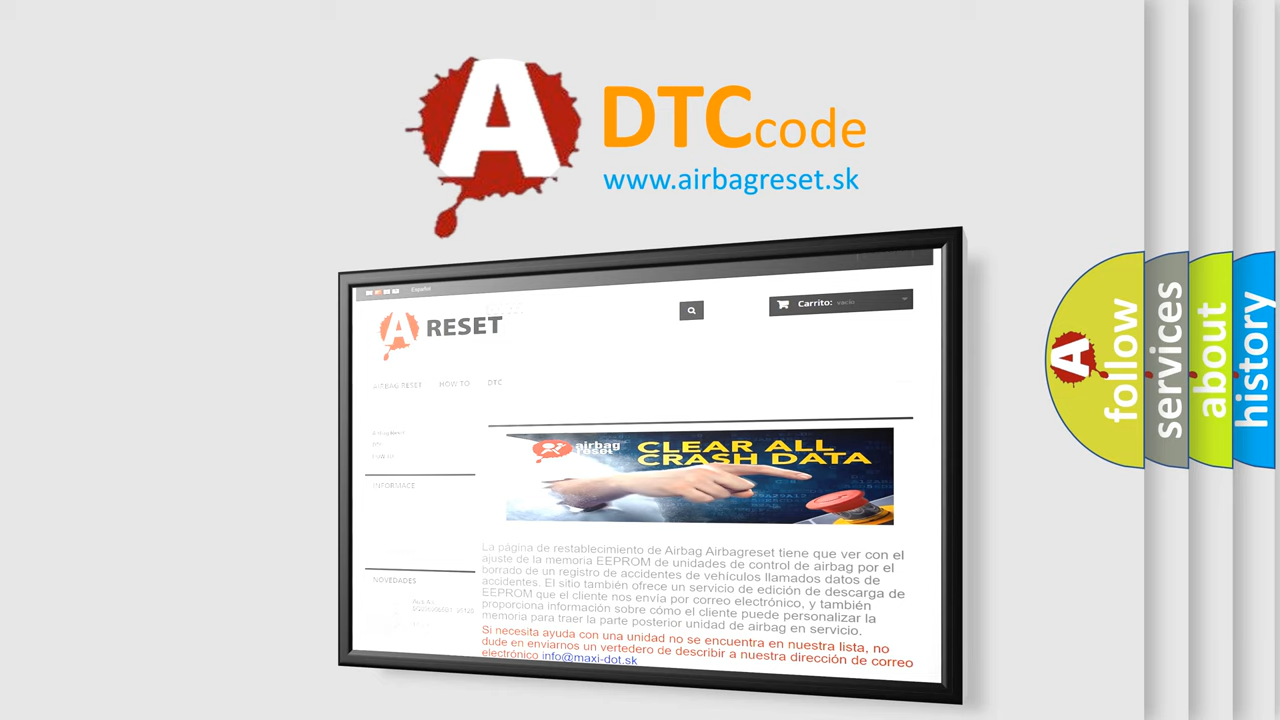 A
DTCcode
www.airbagreset.sk
Español
A RESET
Carrito: vacío
AIRBAG RESET HOW TO DTC
INFORMACE
airbag
reset
CLEAR ALL
CRASH DATA
La página de restablecimiento de Airbag Airbagreset tiene que ver con el
ajuste de la memoria EEPROM de unidades de control de airbag por el
borrado de un registro de accidentes de vehículos llamados datos de
accidentes. El sitio también ofrece un servicio de edición de descarga de
EEPROM que el cliente nos envía por correo electrónico, y también
proporciona información sobre cómo el cliente puede personalizar la
memoria para traer la parte posterior unidad de airbag en servicio.
Si necesita ayuda con una unidad no se encuentra en nuestra lista, no
dude en enviarnos un vertedero de describir a nuestra dirección de correo
electrónico info@maxi-dot.sk
NOVEDADES
A
follow
services
about
history